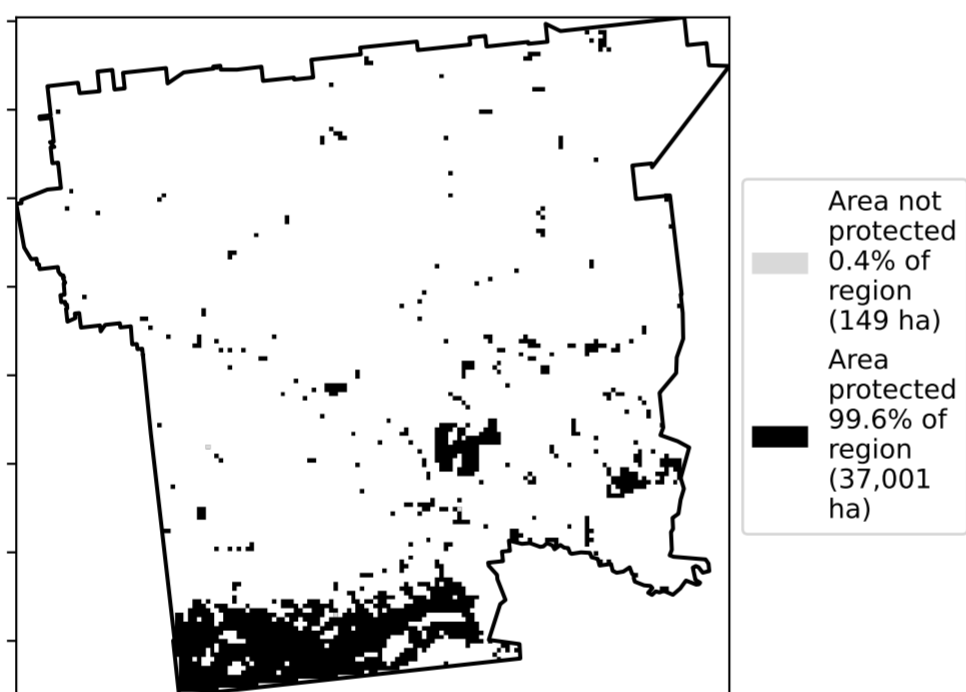 Area not
protected
0.4% of
region
(149 ha)
Area
protected
99.6% of
region
(37,001
ha)